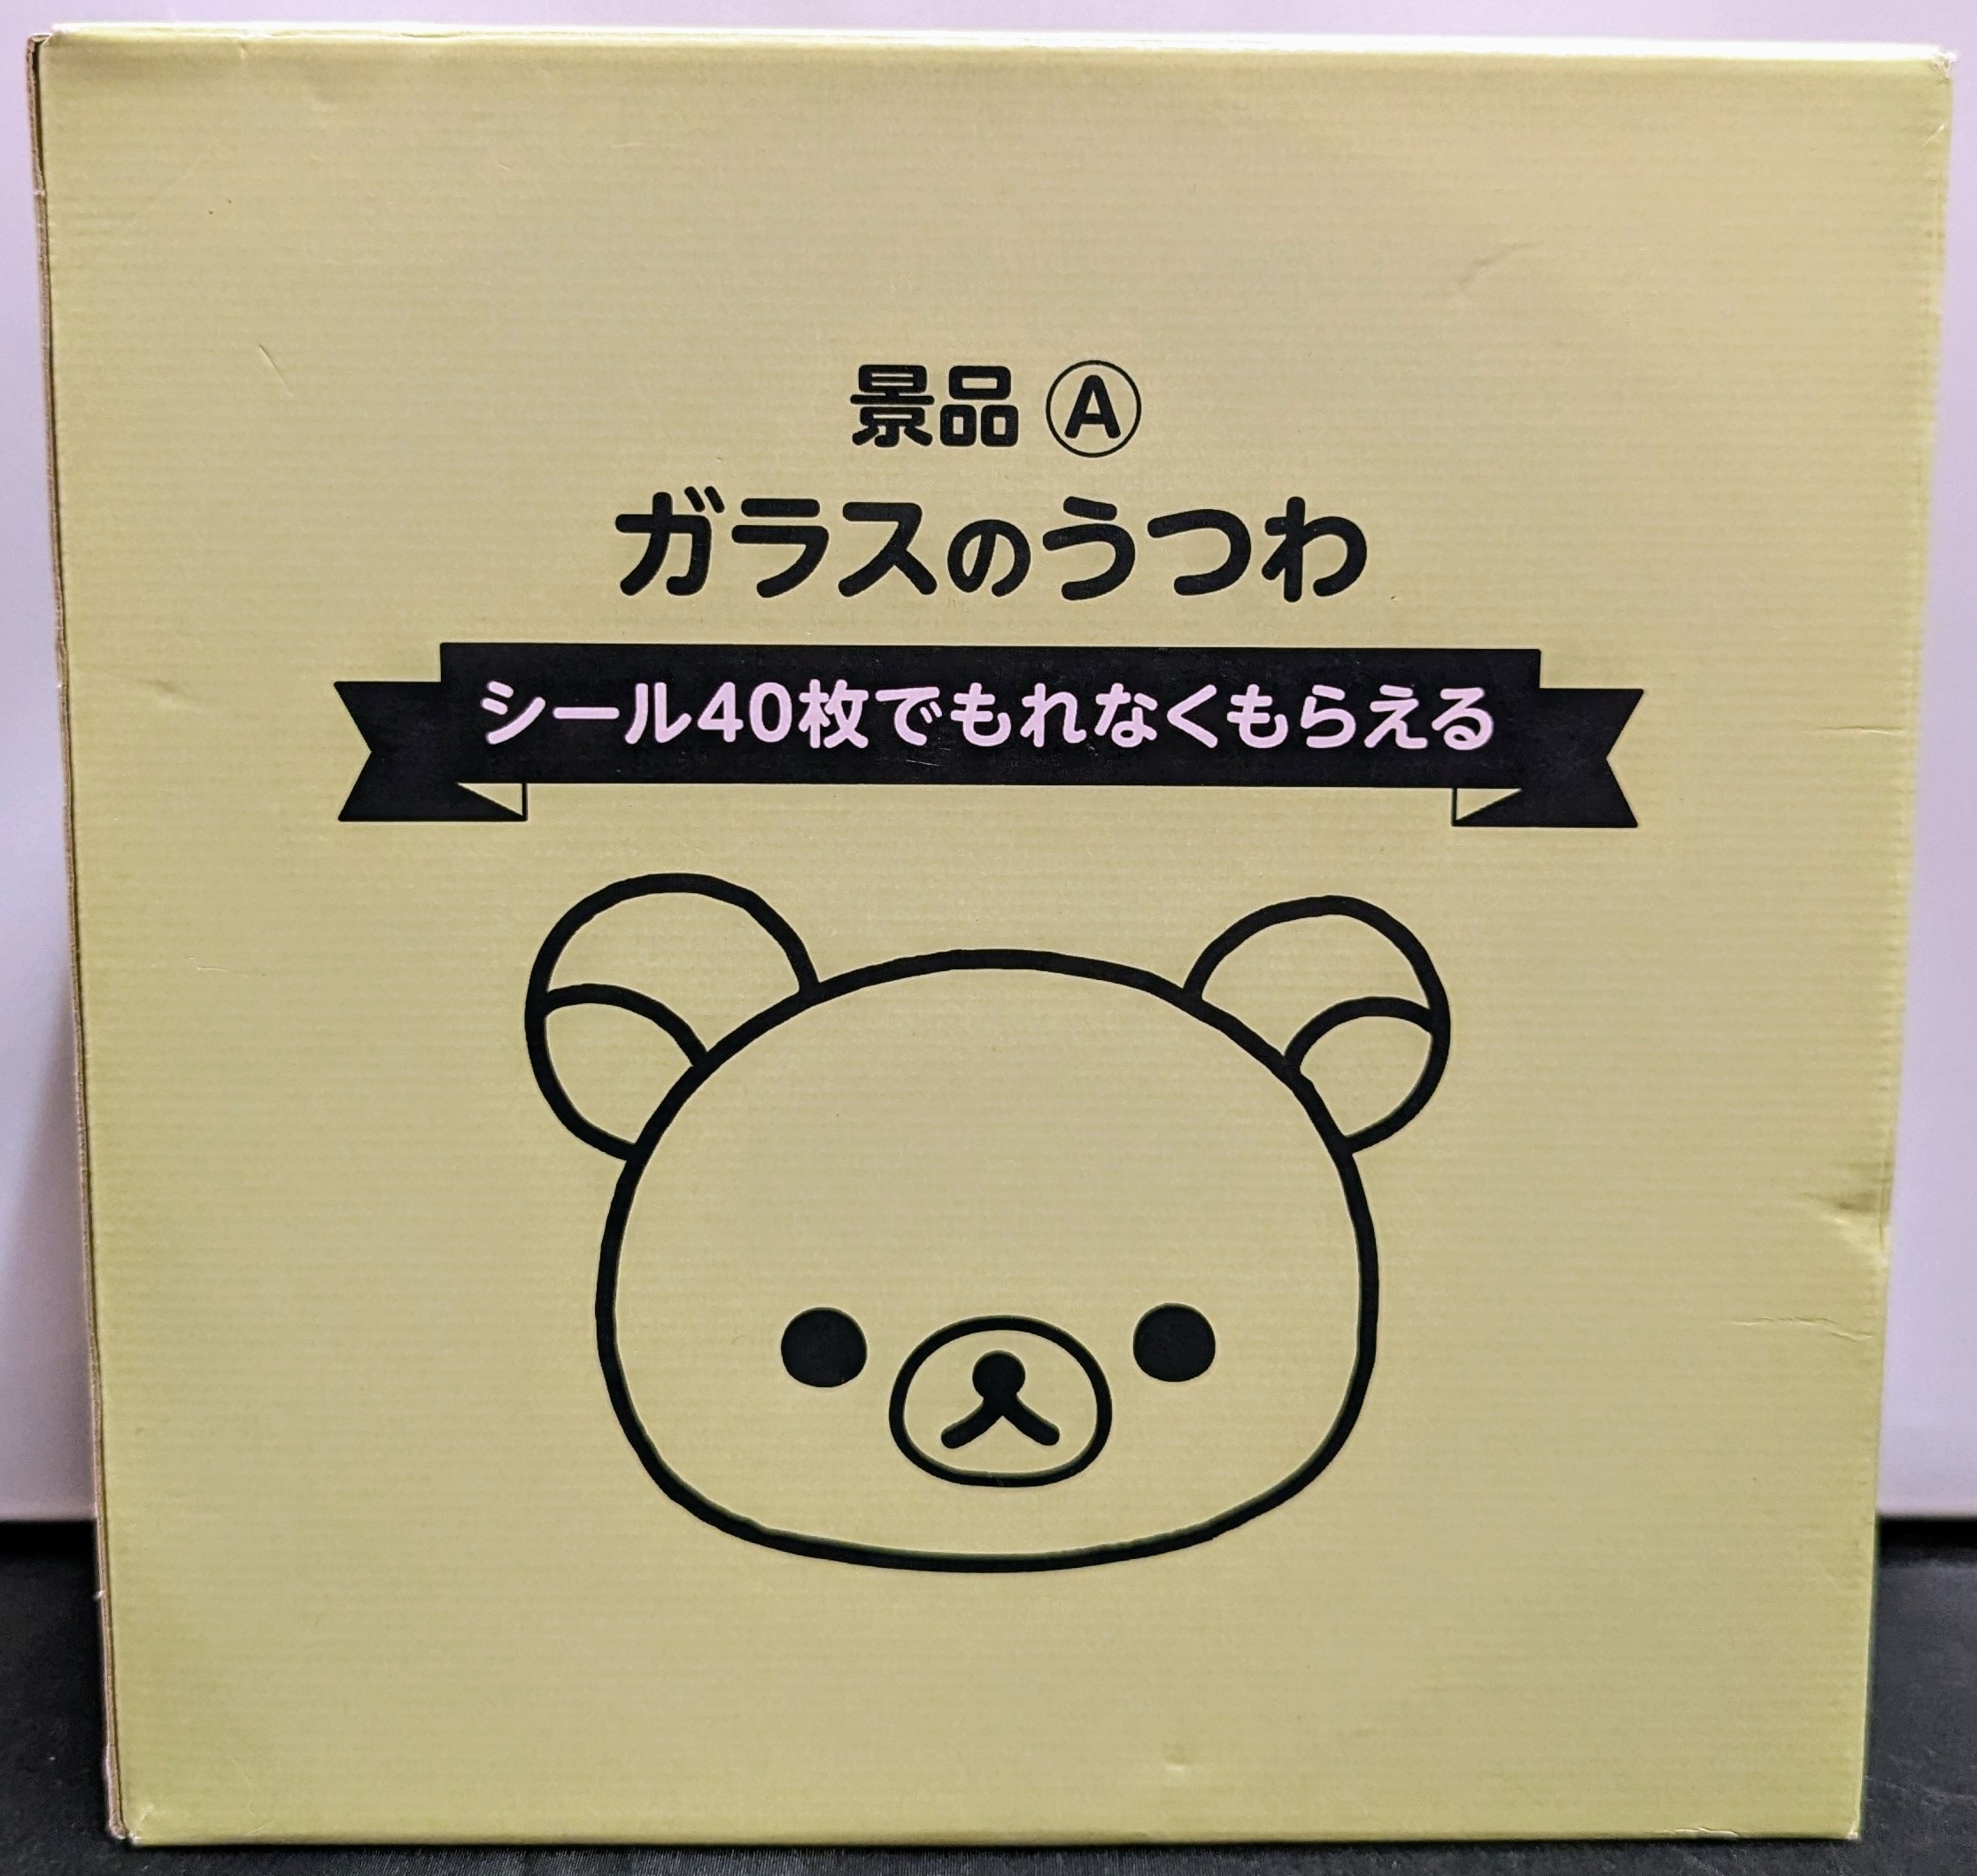 景品 Ⓐ
ガラスのうつわ
シール40枚でもれなくもらえる